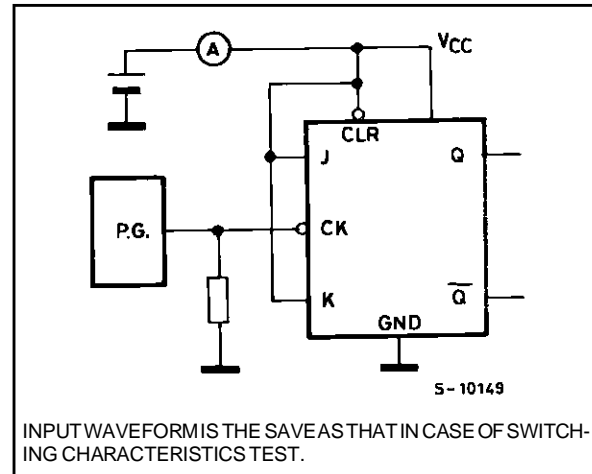 A
VCC
CLR
J
Q
P.G.
CK
K
Q
GND
S-10149
INPUT WAVEFORM IS THE SAVE AS THAT IN CASE OF SWITCH-
ING CHARACTERISTICS TEST.